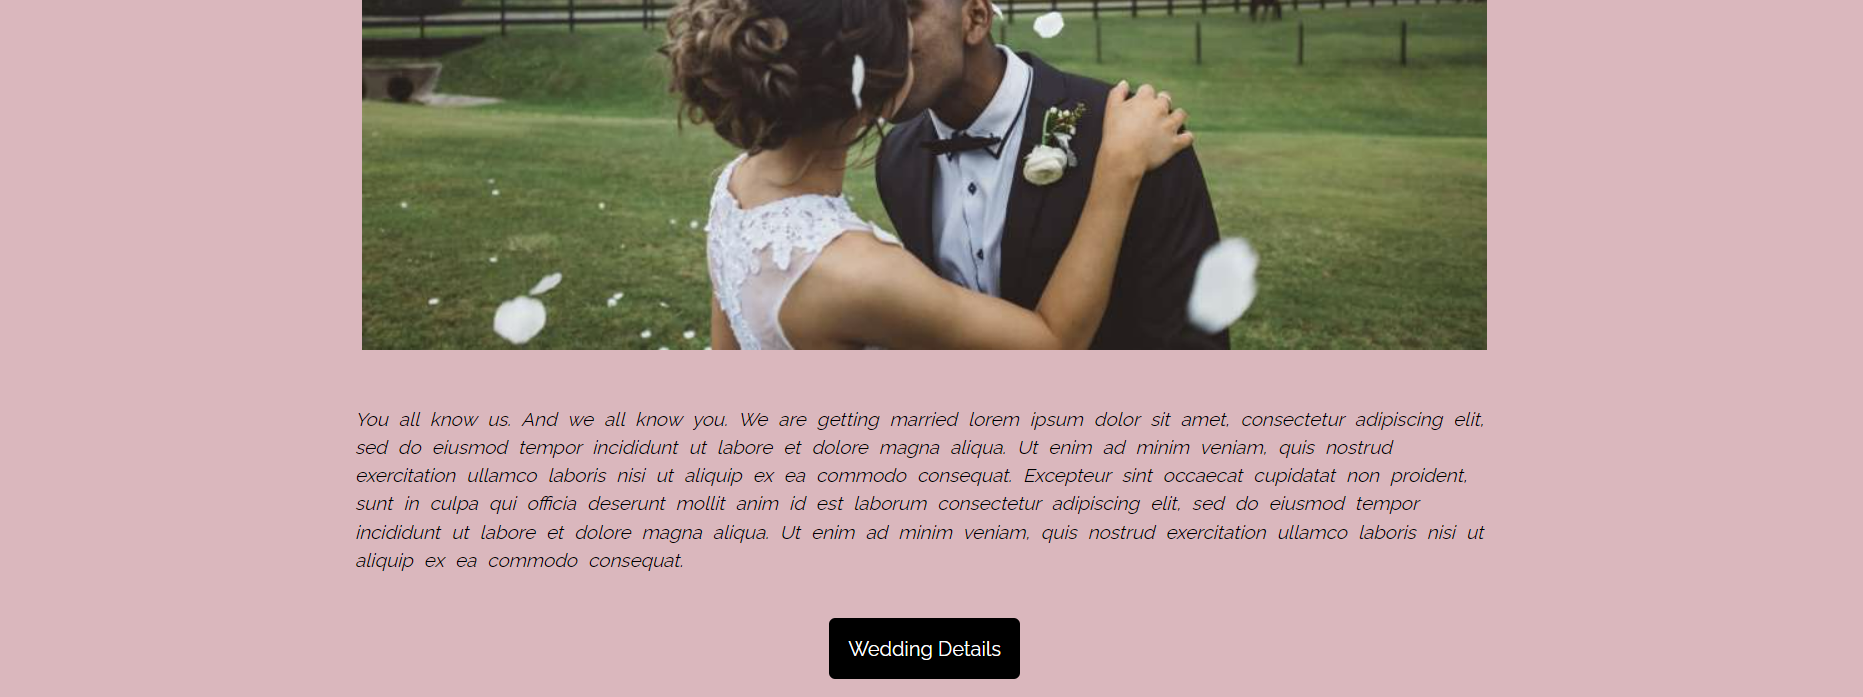 You all know us. And we all know you. We are getting married lorem ipsum dolor sit amet, consectetur adipiscing elit,
sed do eiusmod tempor incididunt ut labore et dolore magna aliqua. Ut enim ad minim veniam, quis nostrud
exercitation ullamco laboris nisi ut aliquip ex ea commodo consequat. Excepteur sint occaecat cupidatat non proident,
sunt in culpa qui officia deserunt mollit anim id est laborum consectetur adipiscing elit, sed do eiusmod tempor
incididunt ut labore et dolore magna aliqua. Ut enim ad minim veniam, quis nostrud exercitation ullamco laboris nisi ut
aliquip ex ea commodo consequat.
Wedding Details